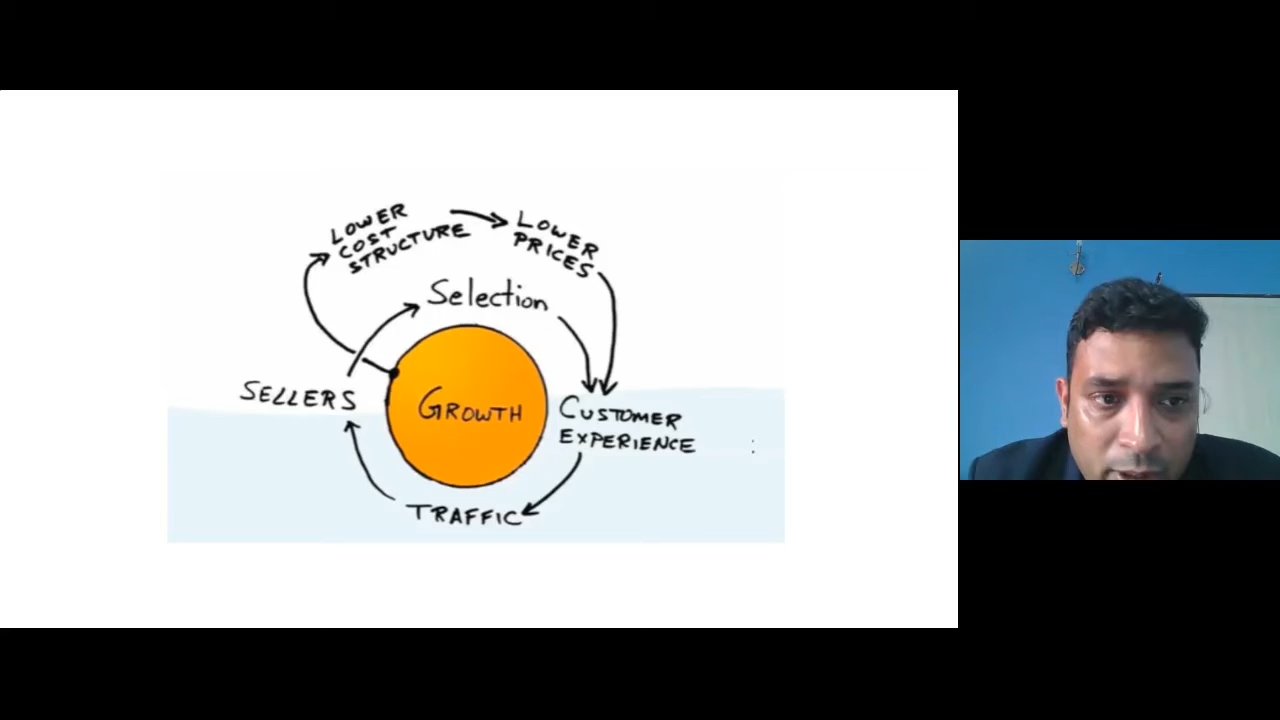 LOWER
COST
STRUCTURE
LOWER
PRICES
Selection
SELLERS
GROWTH
CUSTOMER
EXPERIENCE
TRAFFIC